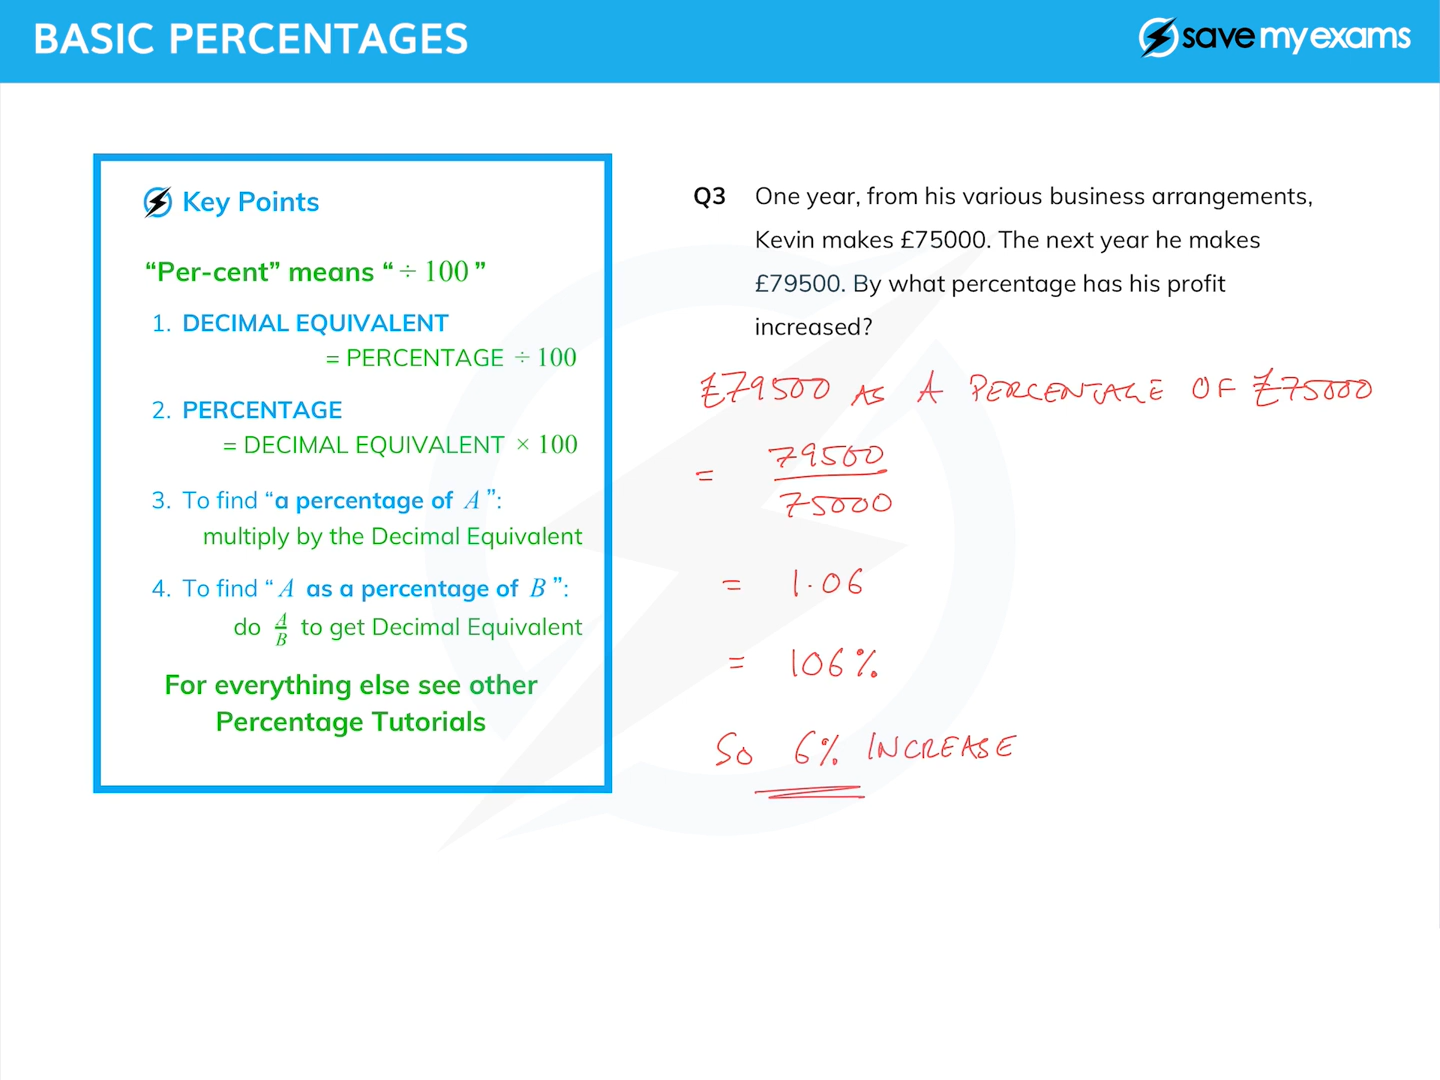 BASIC PERCENTAGES
save my exams
Key Points
“Per-cent” means “ ÷ 100 ”
1. DECIMAL EQUIVALENT
= PERCENTAGE ÷ 100
2. PERCENTAGE
= DECIMAL EQUIVALENT × 100
3. To find “a percentage of A”:
multiply by the Decimal Equivalent
4. To find “A as a percentage of B”:
do A/B to get Decimal Equivalent
For everything else see other
Percentage Tutorials
Q3 One year, from his various business arrangements,
Kevin makes £75000. The next year he makes
£79500. By what percentage has his profit
increased?
£79500 AS A PERCENTAGE OF £75000
= 79500
75000
= 1.06
= 106%
SO 6% INCREASE